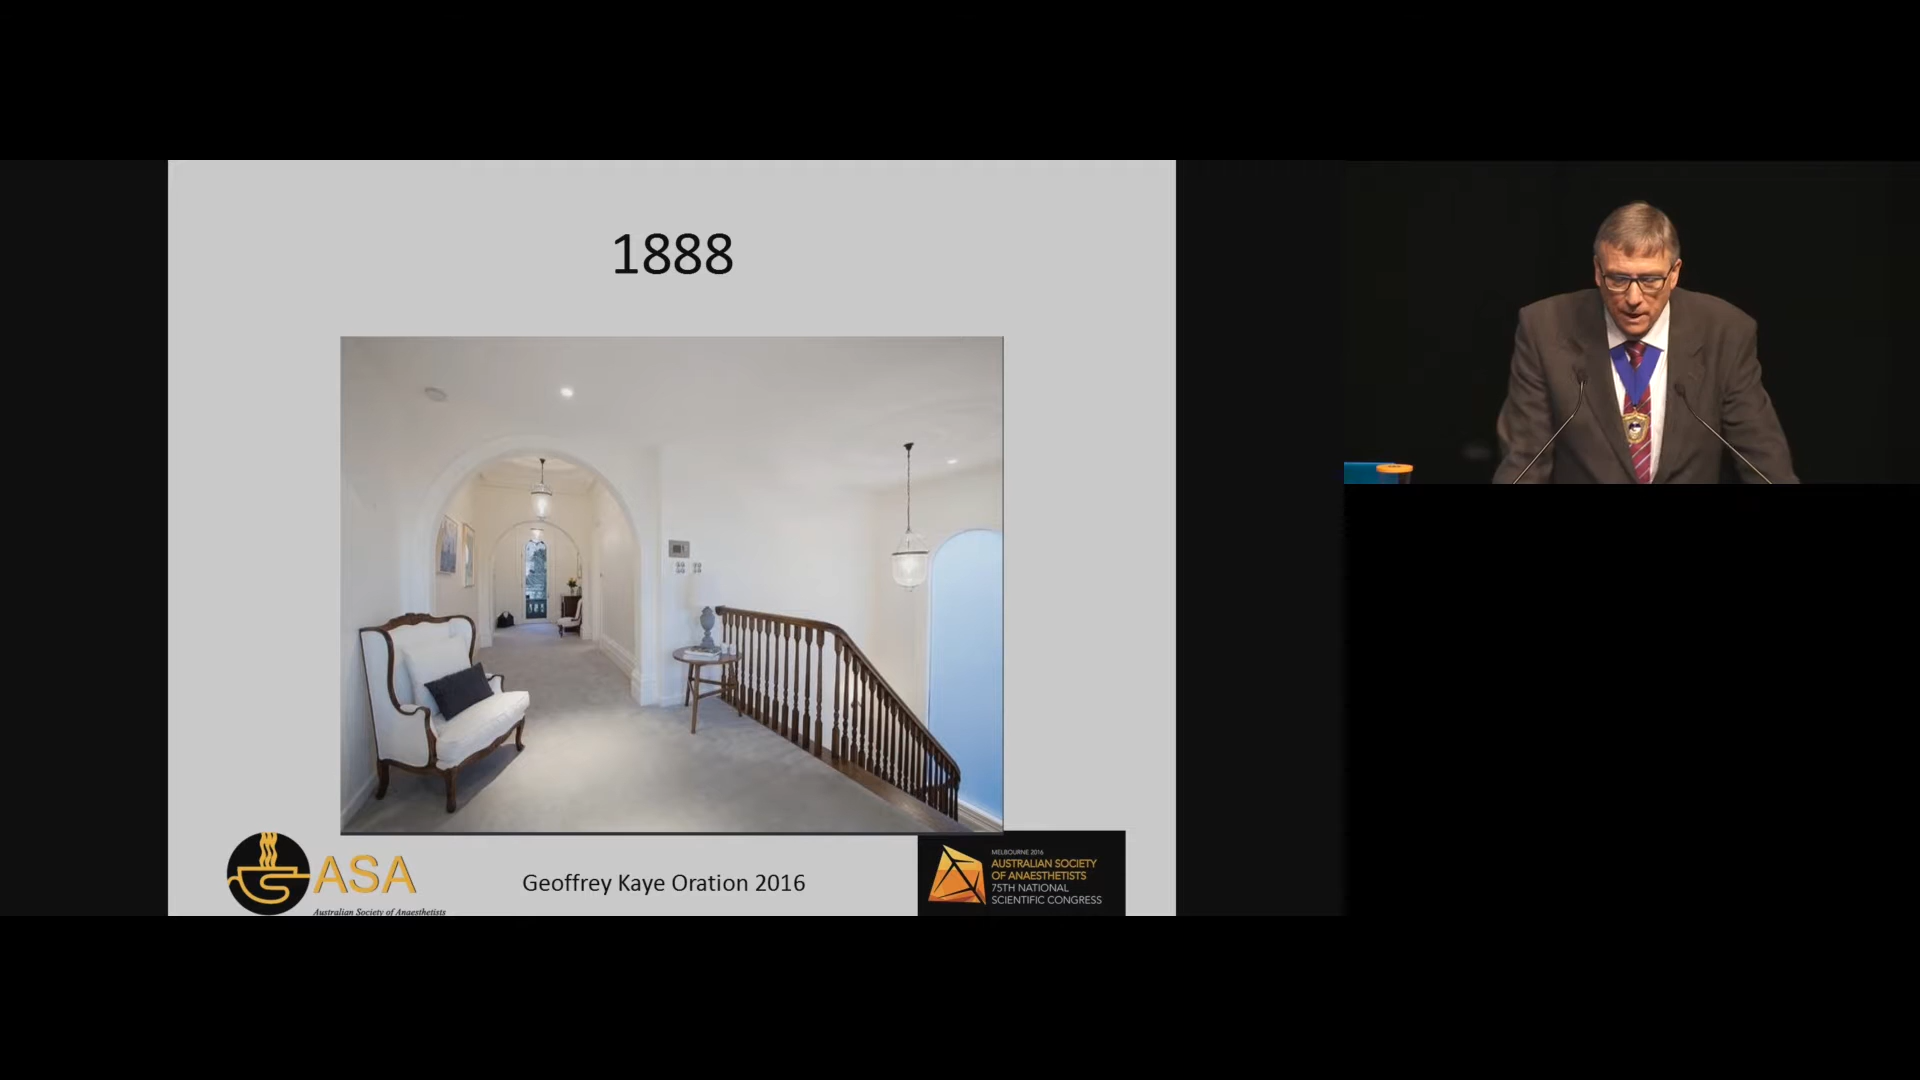 1888
ASA
Australian Society of Anaesthetists
Geoffrey Kaye Oration 2016
MELBOURNE 2016
AUSTRALIAN SOCIETY
OF ANAESTHETISTS
75TH NATIONAL
SCIENTIFIC CONGRESS